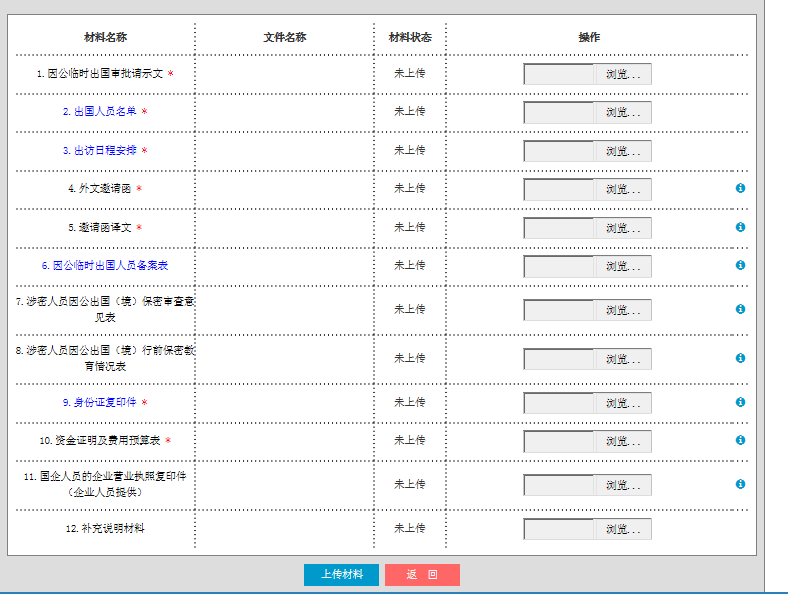 材料名称 文件名称 材料状态 操作
1. 因公临时出国审批请示文 * 未上传 浏览...
2. 出国人员名单 * 未上传 浏览...
3. 出访日程安排 * 未上传 浏览...
4. 外文邀请函 * 未上传 浏览...
5. 邀请函译文 * 未上传 浏览...
6. 因公临时出国人员备案表 未上传 浏览...
7. 涉密人员因公出国（境）保密审查意
见表 未上传 浏览...
8. 涉密人员因公出国（境）行前保密教
育情况表 未上传 浏览...
9. 身份证复印件 * 未上传 浏览...
10. 资金证明及费用预算表 * 未上传 浏览...
11. 国企人员的企业营业执照复印件
（企业人员提供） 未上传 浏览...
12. 补充说明材料 未上传 浏览...
上传材料 返 回